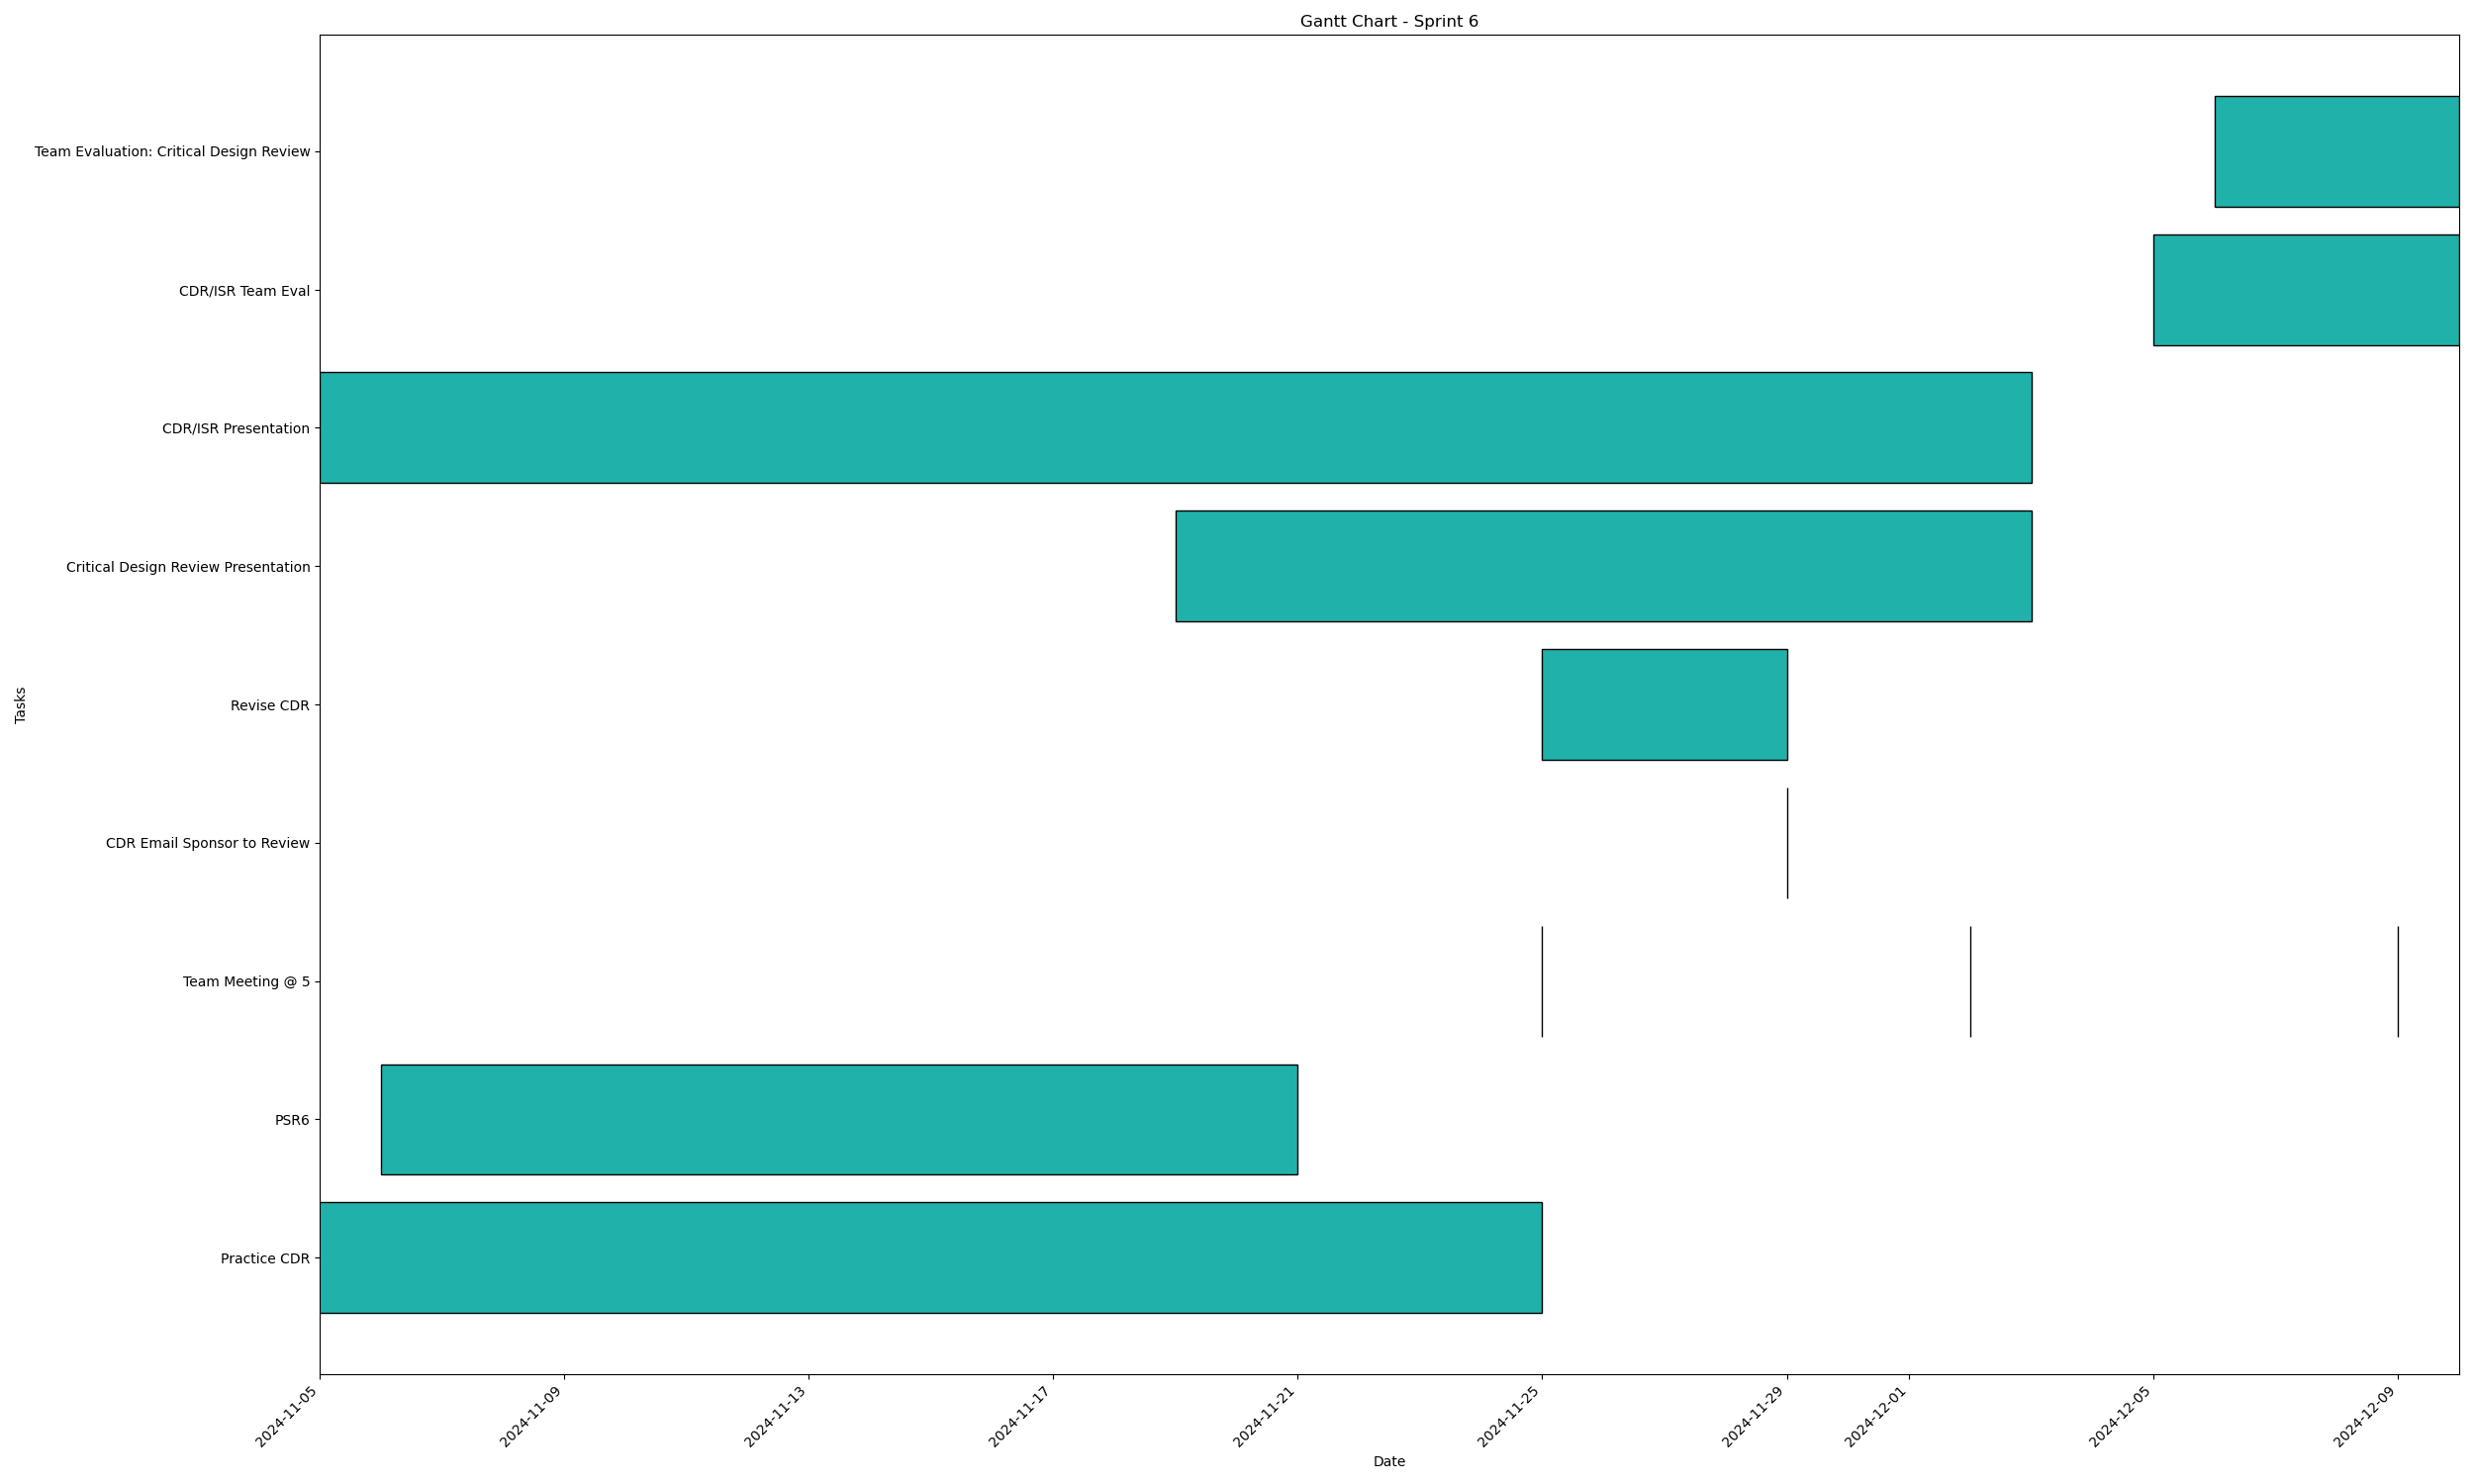 Gantt Chart - Sprint 6
Team Evaluation: Critical Design Review
CDR/ISR Team Eval
CDR/ISR Presentation
Critical Design Review Presentation
Revise CDR
CDR Email Sponsor to Review
Team Meeting @ 5
PSR6
Practice CDR
Tasks
2024-11-05
2024-11-09
2024-11-13
2024-11-17
2024-11-21
2024-11-25
2024-11-29
2024-12-01
2024-12-05
2024-12-09
Date